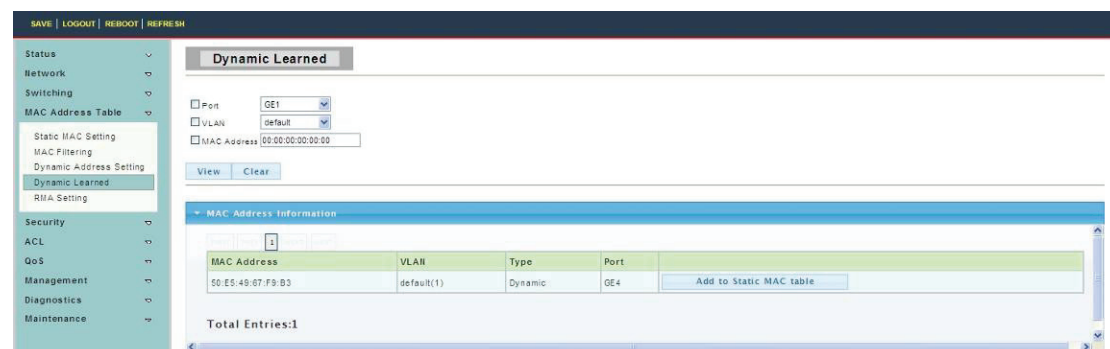 SAVE | LOGOUT | REBOOT | REFRESH
Status
Network
Switching
MAC Address Table
Static MAC Setting
MAC Filtering
Dynamic Address Setting
Dynamic Learned
RMA Setting
Security
ACL
QoS
Management
Diagnostics
Maintenance
Dynamic Learned
Port GE1
VLAN default
MAC Address 00:00:00:00:00:00
View Clear
MAC Address Information
1
MAC Address VLAN Type Port
50:E5:49:67:F9:B3 default(1) Dynamic GE4 Add to Static MAC table
Total Entries:1